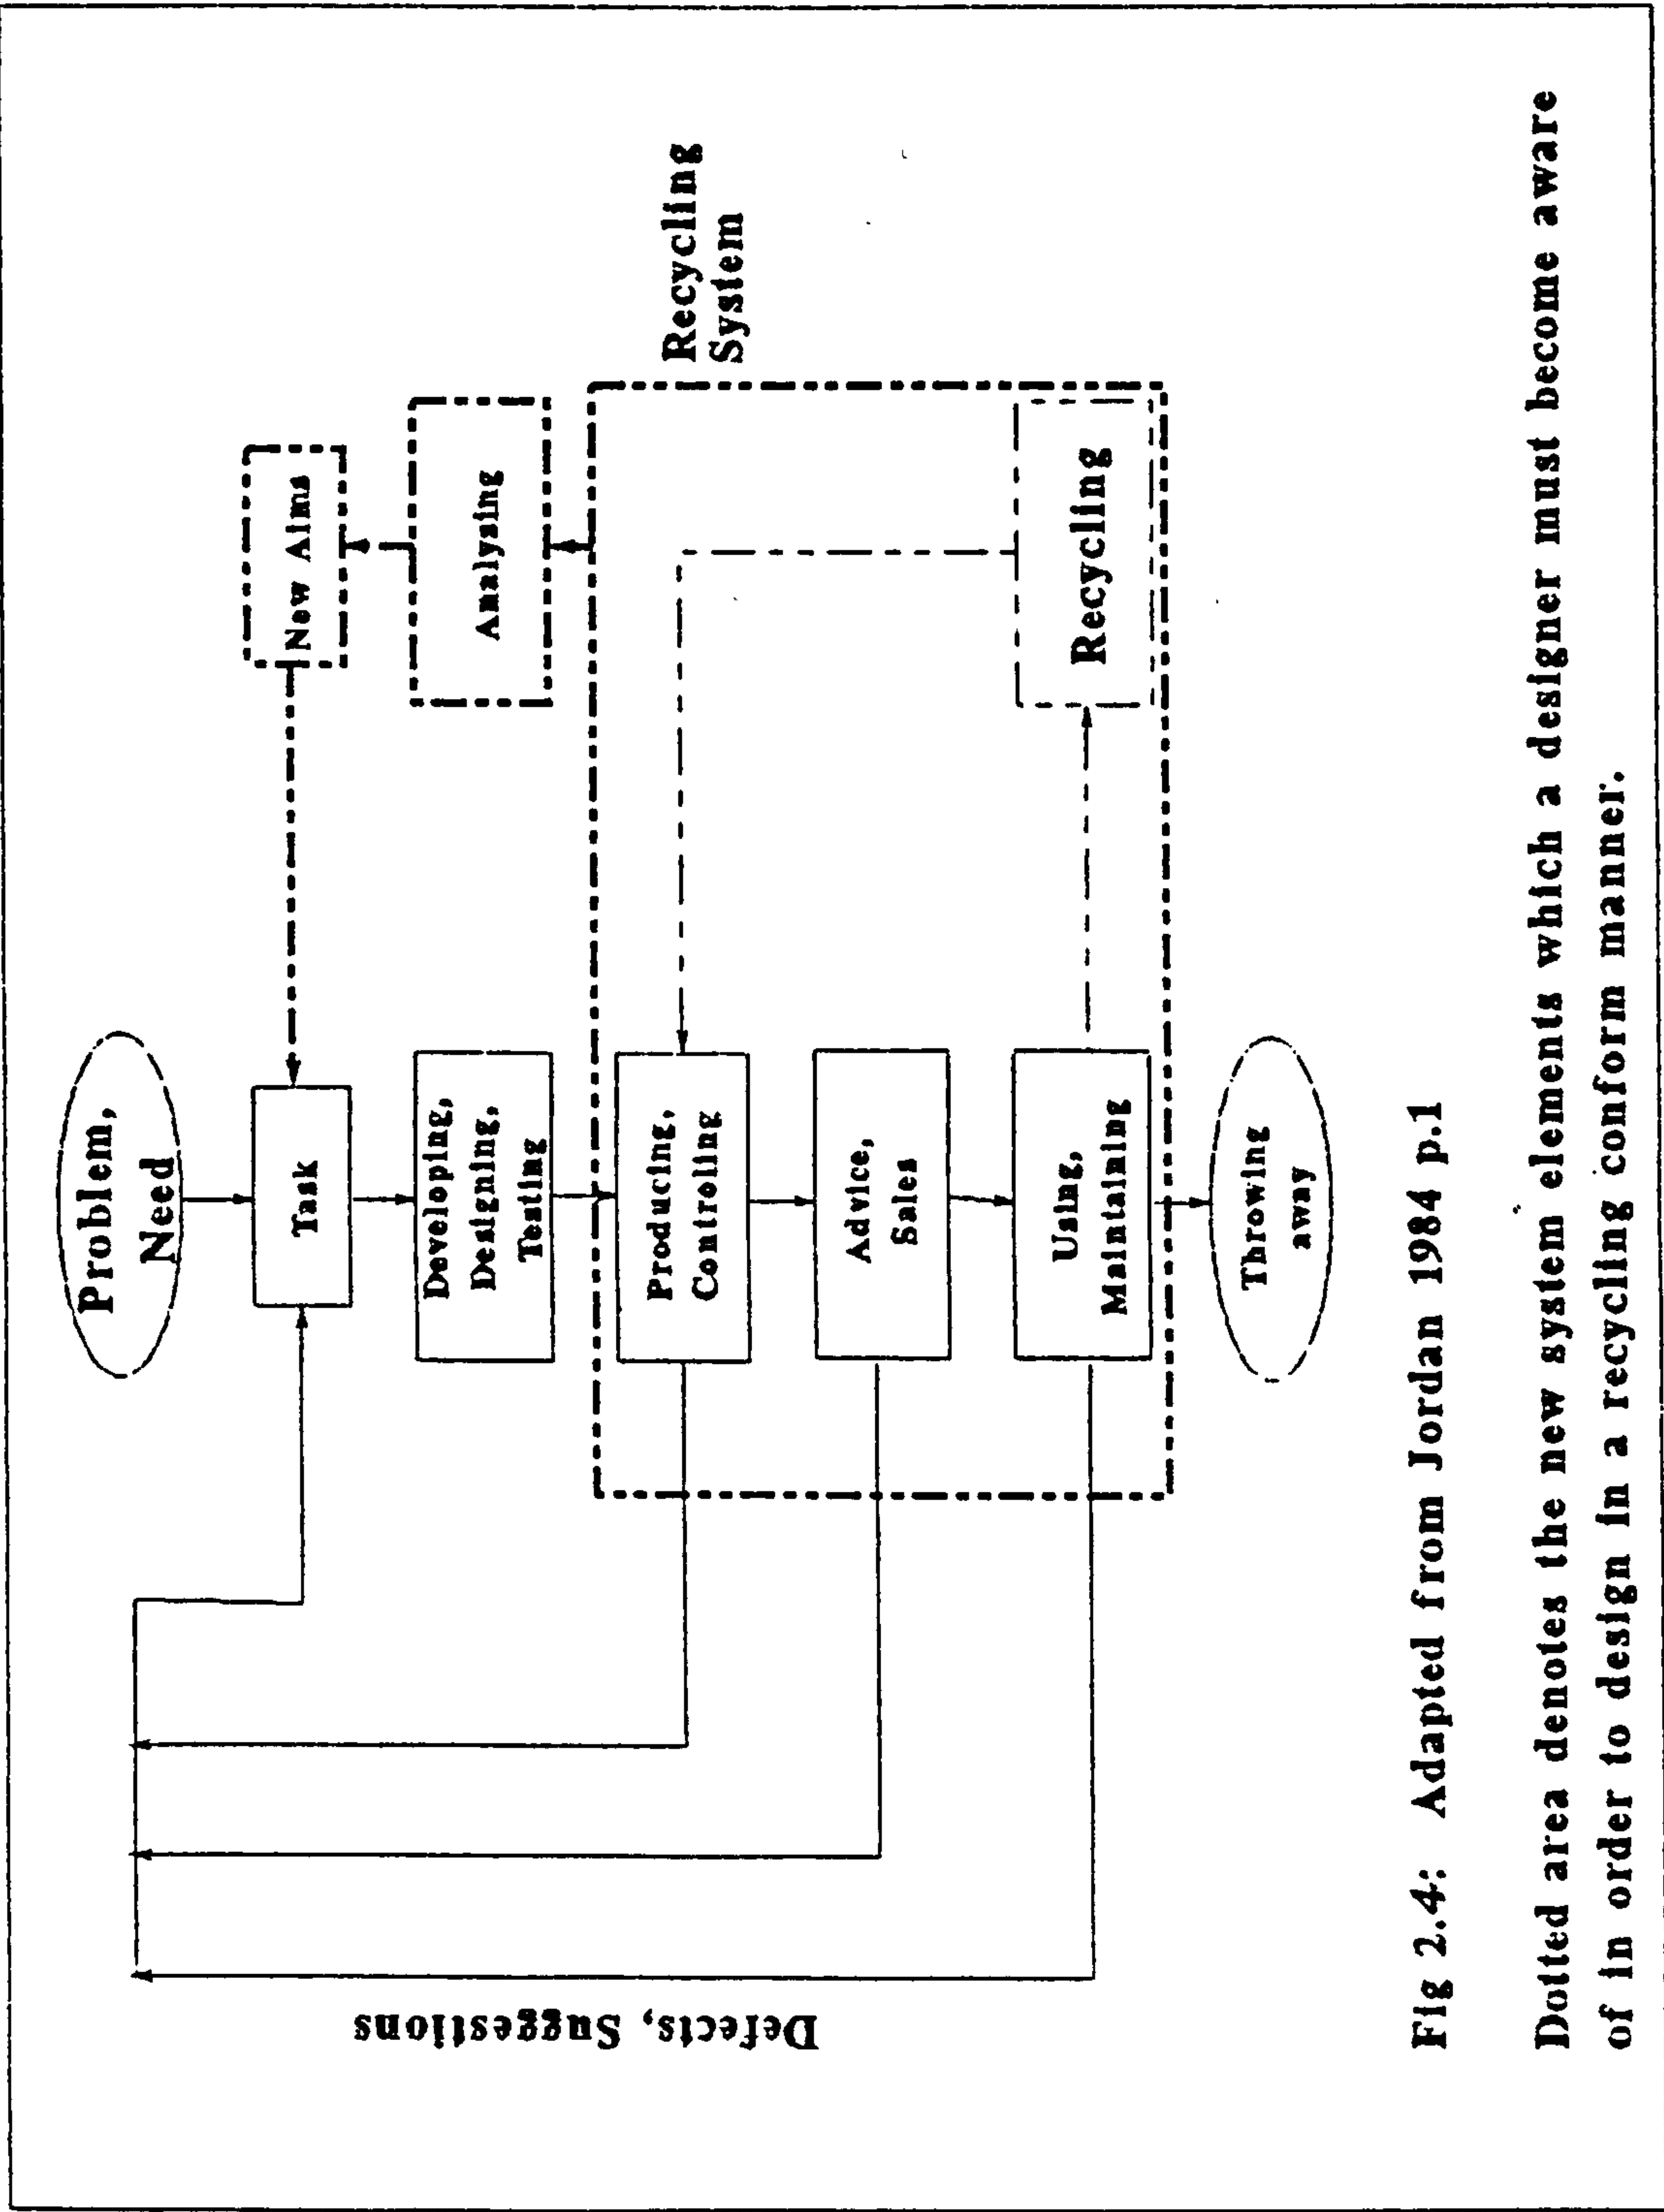 Problem,
Need
Task
Developing,
Designing,
Testing
Producing,
Controling
Advice,
Sales
Using,
Maintaining
Throwing
away
New Aims
Analysing
Recycling
System
Recycling
Defects, Suggestions
Fig 2.4: Adapted from Jordan 1984 p.1
Dotted area denotes the new system elements which a designer must become aware
of in order to design in a recycling conform manner.